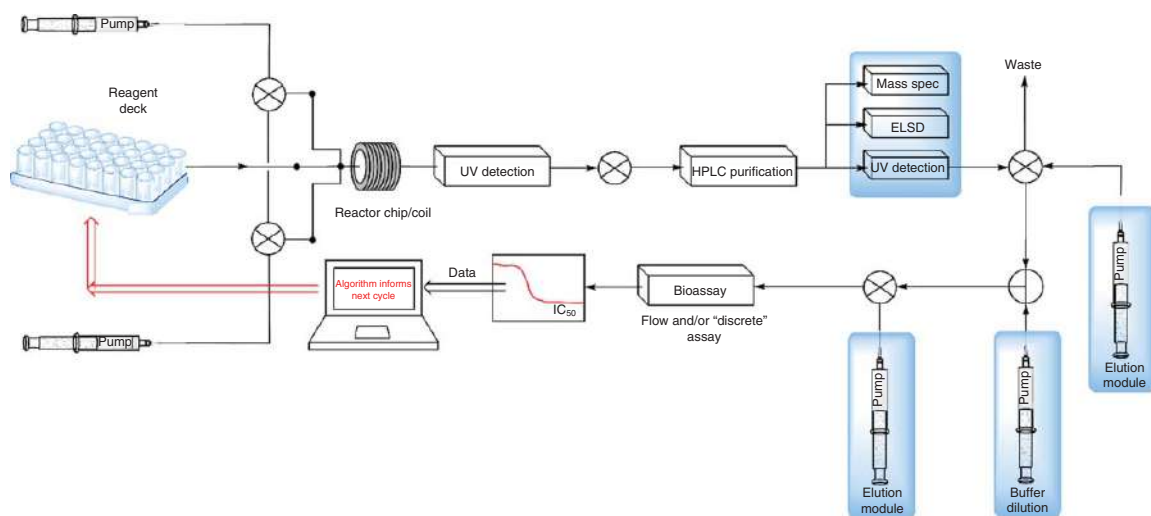 Pump
Reagent
deck
Reactor chip/coil
UV detection
HPLC purification
Mass spec
ELSD
UV detection
Waste
Pump
Elution
module
Pump
Buffer
dilution
Pump
Elution
module
Bioassay
Flow and/or “discrete”
assay
IC50
Data
Algorithm informs
next cycle
Pump